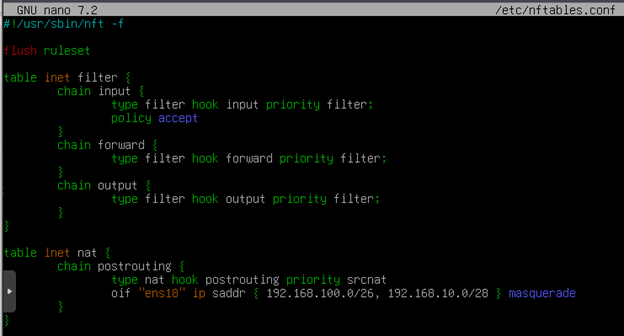 GNU nano 7.2 /etc/nftables.conf
#!/usr/sbin/nft -f
flush ruleset
table inet filter {
chain input {
type filter hook input priority filter;
policy accept
}
chain forward {
type filter hook forward priority filter;
}
chain output {
type filter hook output priority filter;
}
}
table inet nat {
chain postrouting {
type nat hook postrouting priority srcnat
oif "ens18" ip saddr { 192.168.100.0/26, 192.168.10.0/28 } masquerade
}
}